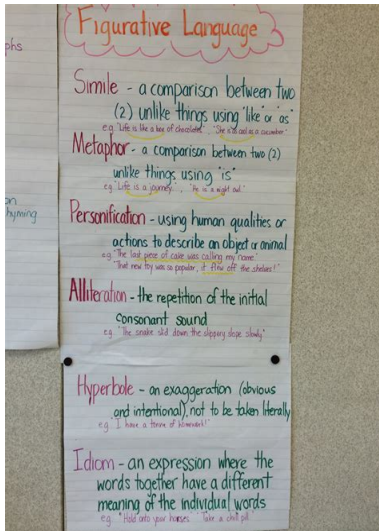 phs
on
hyming
Figurative Language
Simile - a comparison between two
(2) unlike things using "like" or "as"
e.g. "Life is like a box of chocolates." "She is as cool as a cucumber."
Metaphor - a comparison between two (2)
unlike things using "is"
e.g. "Life is a journey.", "He is a night owl."
Personification - using human qualities or
actions to describe an object or animal
e.g. "The last piece of cake was calling my name."
"That new toy was so popular, it flew off the shelves!"
Alliteration - the repetition of the initial
consonant sound
e.g. "The snake slid down the slippery slope slowly"
Hyperbole - an exaggeration (obvious
and intentional), not to be taken literally
e.g. "I have a tonne of homework!"
Idiom - an expression where the
words together have a different
meaning of the individual words
e.g. "Hold onto your horses." "Take a chill pill."